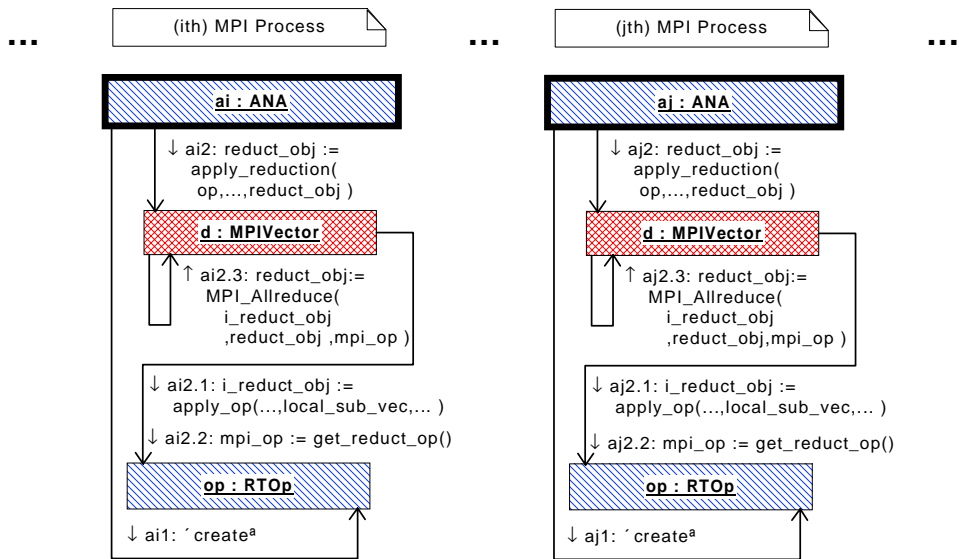 ... (ith) MPI Process ... (jth) MPI Process ...
ai : ANA
↓ ai2: reduct_obj :=
apply_reduction(
op,...,reduct_obj )
d : MPIVector
↑ ai2.3: reduct_obj:=
MPI_Allreduce(
i_reduct_obj
,reduct_obj ,mpi_op )
↓ ai2.1: i_reduct_obj :=
apply_op(...,local_sub_vec,... )
↓ ai2.2: mpi_op := get_reduct_op()
op : RTOp
↓ ai1: ´createª
aj : ANA
↓ aj2: reduct_obj :=
apply_reduction(
op,...,reduct_obj )
d : MPIVector
↑ aj2.3: reduct_obj:=
MPI_Allreduce(
i_reduct_obj
,reduct_obj,mpi_op )
↓ aj2.1: i_reduct_obj :=
apply_op(...,local_sub_vec,... )
↓ aj2.2: mpi_op := get_reduct_op()
op : RTOp
↓ aj1: ´createª